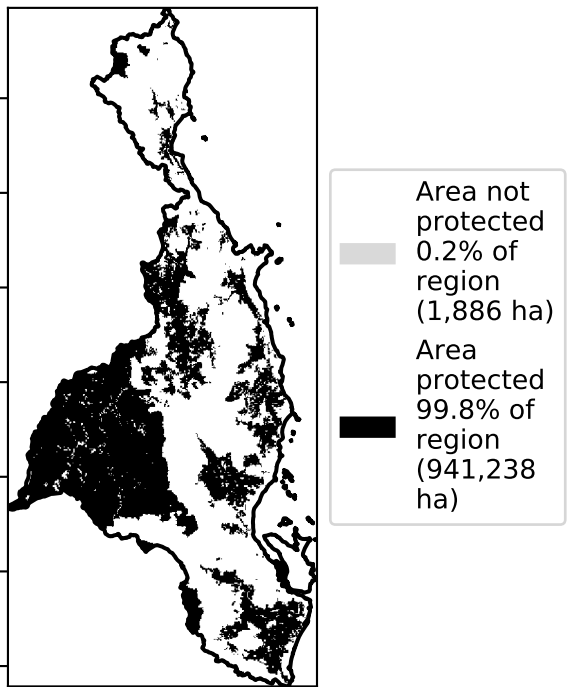 Area not
protected
0.2% of
region
(1,886 ha)
Area
protected
99.8% of
region
(941,238
ha)